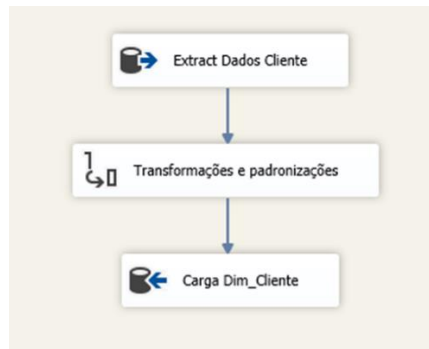 Extract Dados Cliente
Transformações e padronizações
Carga Dim_Cliente